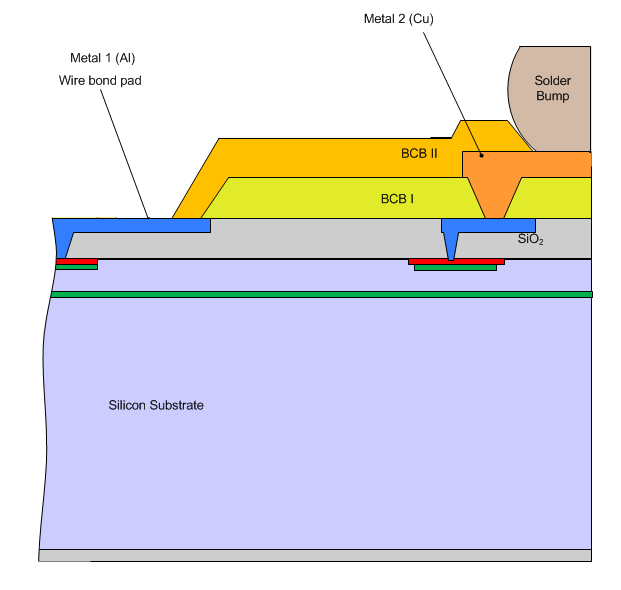 Metal 2 (Cu)
Metal 1 (Al)
Wire bond pad
Solder
Bump
BCB II
BCB I
SiO₂
Silicon Substrate